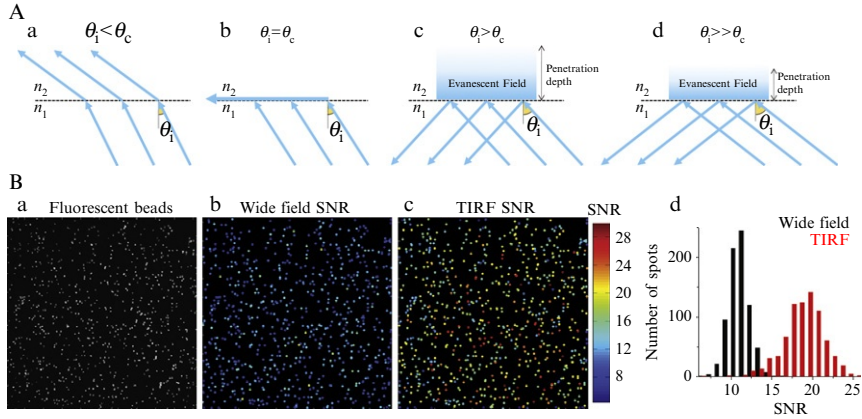 A
a θi<θc
b θi=θc
c θi>θc
d θi>>θc
n2
n1
θi
n2
n1
θi
n2
n1
Evanescent Field
Penetration
depth
θi
n2
n1
Evanescent Field
Penetration
depth
θi
B
a Fluorescent beads
b Wide field SNR
c TIRF SNR
SNR
28
24
20
16
12
8
d
Wide field
TIRF
Number of spots
200
100
0
10 15 20 25
SNR